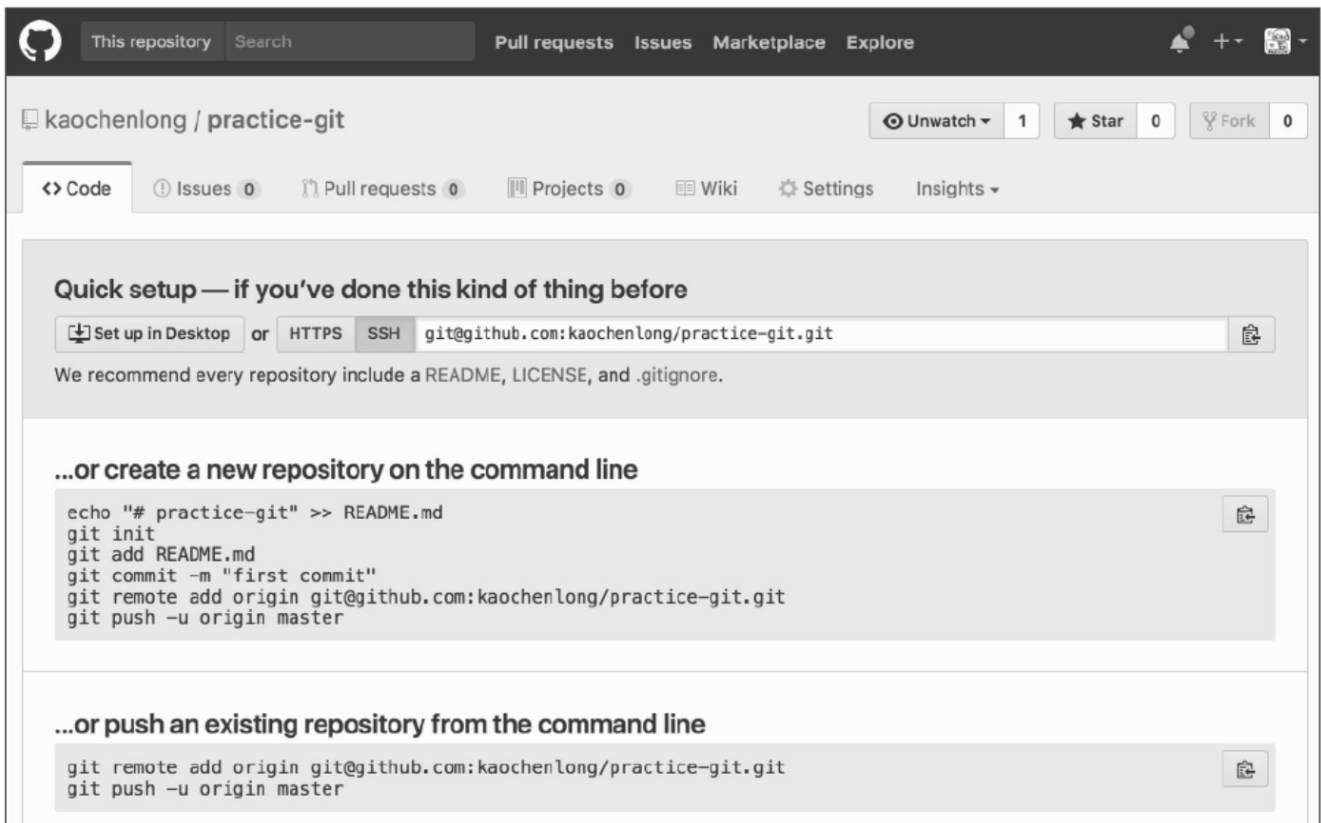 This repository Search Pull requests Issues Marketplace Explore
kaochenlong / practice-git Unwatch 1 Star 0 Fork 0
<> Code Issues 0 Pull requests 0 Projects 0 Wiki Settings Insights
Quick setup — if you've done this kind of thing before
Set up in Desktop or HTTPS SSH git@github.com:kaochenlong/practice-git.git
We recommend every repository include a README, LICENSE, and .gitignore.
...or create a new repository on the command line
echo "# practice-git" >> README.md
git init
git add README.md
git commit -m "first commit"
git remote add origin git@github.com:kaochenlong/practice-git.git
git push -u origin master
...or push an existing repository from the command line
git remote add origin git@github.com:kaochenlong/practice-git.git
git push -u origin master